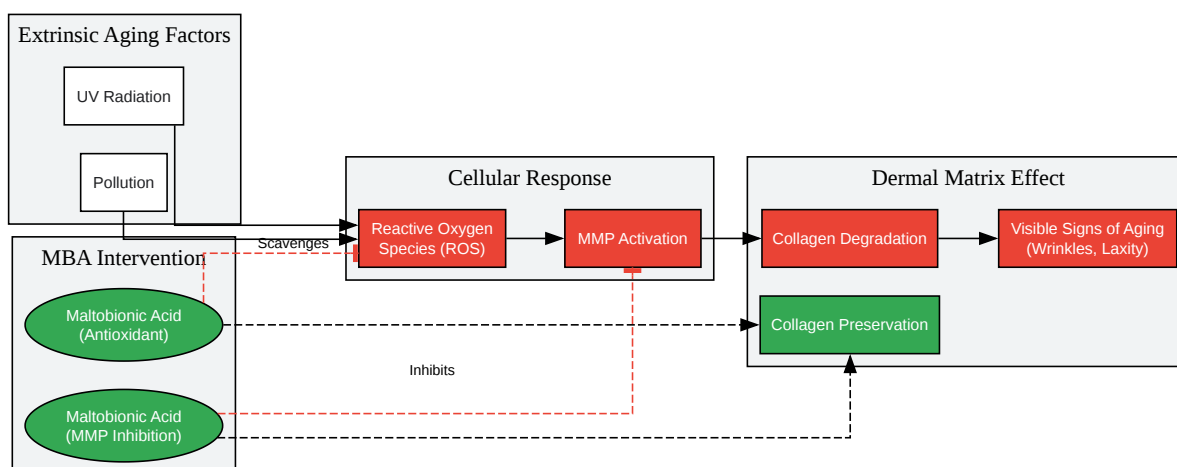 Extrinsic Aging Factors
UV Radiation
Pollution
MBA Intervention
Maltobionic Acid
(Antioxidant)
Maltobionic Acid
(MMP Inhibition)
Scavenges
Inhibits
Cellular Response
Reactive Oxygen
Species (ROS)
MMP Activation
Dermal Matrix Effect
Collagen Degradation
Visible Signs of Aging
(Wrinkles, Laxity)
Collagen Preservation